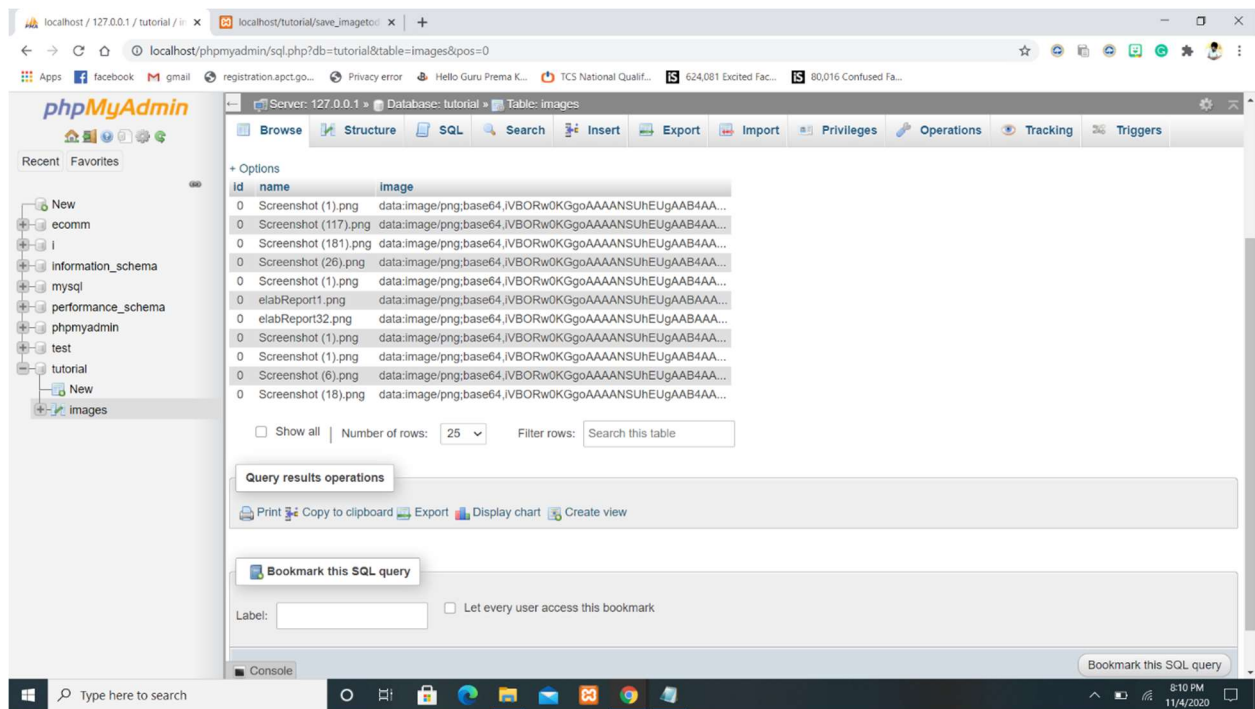 localhost / 127.0.0.1 / tutorial / in
localhost/tutorial/save_imagetod
localhost/phpmyadmin/sql.php?db=tutorial&table=images&pos=0
Apps facebook gmail registration.apct.go... Privacy error Hello Guru Prema K... TCS National Qualif... 624,081 Excited Fac... 80,016 Confused Fa...
phpMyAdmin
Recent Favorites
New
ecomm
i
information_schema
mysql
performance_schema
phpmyadmin
test
tutorial
New
images
Server: 127.0.0.1 » Database: tutorial » Table: images
Browse Structure SQL Search Insert Export Import Privileges Operations Tracking Triggers
+ Options
id name image
0 Screenshot (1).png data:image/png;base64,iVBORw0KGgoAAAANSUhEUgAAB4AA...
0 Screenshot (117).png data:image/png;base64,iVBORw0KGgoAAAANSUhEUgAAB4AA...
0 Screenshot (181).png data:image/png;base64,iVBORw0KGgoAAAANSUhEUgAAB4AA...
0 Screenshot (26).png data:image/png;base64,iVBORw0KGgoAAAANSUhEUgAAB4AA...
0 Screenshot (1).png data:image/png;base64,iVBORw0KGgoAAAANSUhEUgAAB4AA...
0 elabReport1.png data:image/png;base64,iVBORw0KGgoAAAANSUhEUgAABAAA...
0 elabReport32.png data:image/png;base64,iVBORw0KGgoAAAANSUhEUgAABAAA...
0 Screenshot (1).png data:image/png;base64,iVBORw0KGgoAAAANSUhEUgAAB4AA...
0 Screenshot (1).png data:image/png;base64,iVBORw0KGgoAAAANSUhEUgAAB4AA...
0 Screenshot (6).png data:image/png;base64,iVBORw0KGgoAAAANSUhEUgAAB4AA...
0 Screenshot (18).png data:image/png;base64,iVBORw0KGgoAAAANSUhEUgAAB4AA...
Show all | Number of rows: 25 Filter rows: Search this table
Query results operations
Print Copy to clipboard Export Display chart Create view
Bookmark this SQL query
Label: Let every user access this bookmark
Console
Bookmark this SQL query
Type here to search
8:10 PM
11/4/2020